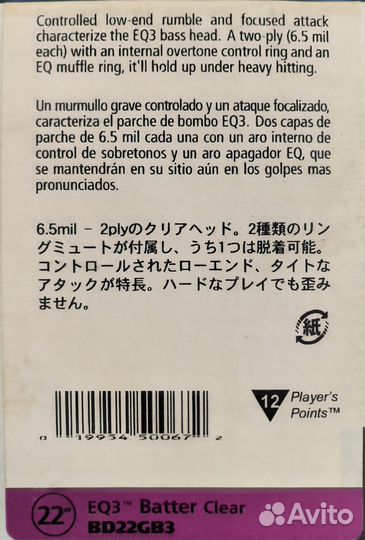 Controlled low-end rumble and focused attack
characterize the EQ3 bass head. A two-ply (6.5 mil
each) with an internal overtone control ring and an
EQ muffle ring, it'll hold up under heavy hitting.
Un murmullo grave controlado y un ataque focalizado,
caracteriza el parche de bombo EQ3. Dos capas de
parche de 6.5 mil cada una con un aro interno de
control de sobretonos y un aro apagador EQ, que
se mantendrán en su sitio aún en los golpes mas
pronunciados.
6.5mil – 2plyのクリアヘッド。2種類のリン
グミュートが付属し、うち1つは脱着可能。
コントロールされたローエンド、タイトな
アタックが特長。ハードなプレイでも歪み
ません。
紙
12 Player's
Points™
0 19934 50067 2
22" EQ3™ Batter Clear
BD22GB3
Avito